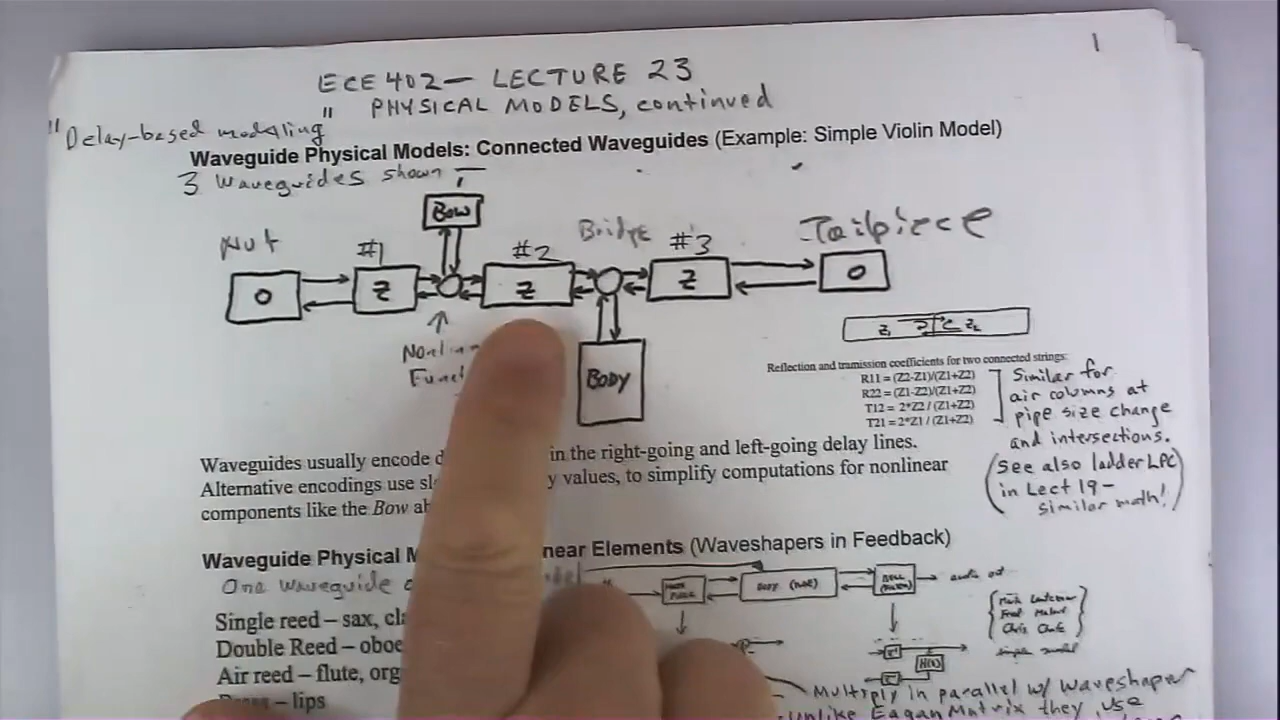 1
ECE 402 — LECTURE 23
" PHYSICAL MODELS, continued
"Delay-based modeling"
Waveguide Physical Models: Connected Waveguides (Example: Simple Violin Model)
3 Waveguides shown
Bow
Nut #1 #2 Bridge #3 Tailpiece
0 Z Z Z 0
Body
Z1 Z2
Reflection and tramission coefficients for two connected strings:
R11 = (Z2-Z1)/(Z1+Z2)
R22 = (Z1-Z2)/(Z1+Z2)
T12 = 2*Z2 / (Z1+Z2)
T21 = 2*Z1 / (Z1+Z2)
Similar for
air columns at
pipe size change
and intersections.
(See also ladder LPC
in Lect 19 –
similar math!)
Waveguides usually encode in the right-going and left-going delay lines.
Alternative encodings use values, to simplify computations for nonlinear
components like the Bow
Waveguide Physical Elements (Waveshapers in Feedback)
One waveguide
Body audio out
Single reed – sax,
Double Reed – oboe
Air reed – flute,
– lips
H(z)
simple model
Multiply in parallel w/ waveshaper
Unlike Eagan Matrix they use